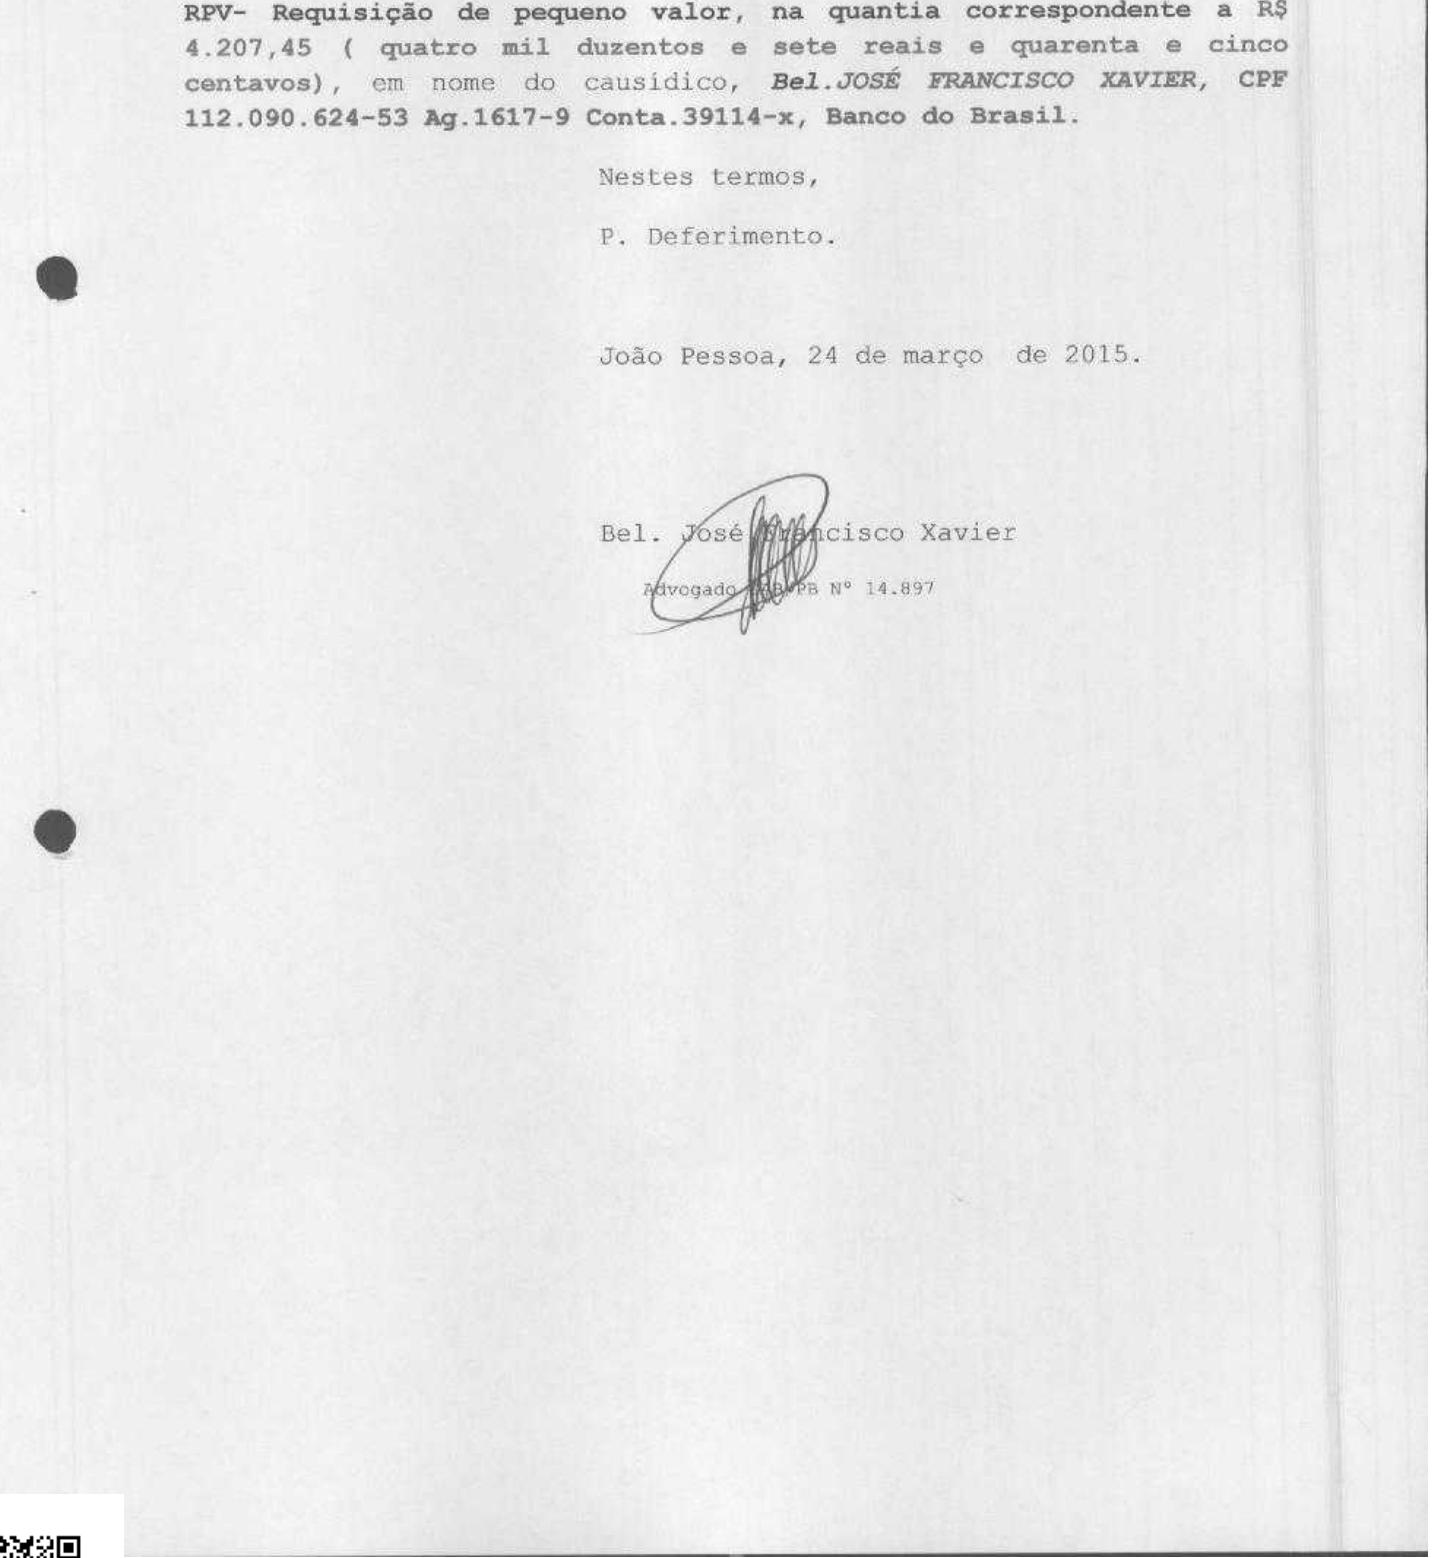 RPV- Requisição de pequeno valor, na quantia correspondente a R$
4.207,45 ( quatro mil duzentos e sete reais e quarenta e cinco
centavos), em nome do causídico, Bel.JOSÉ FRANCISCO XAVIER, CPF
112.090.624-53 Ag.1617-9 Conta.39114-x, Banco do Brasil.
Nestes termos,
P. Deferimento.
João Pessoa, 24 de março de 2015.
Bel. José Francisco Xavier
Advogado PB Nº 14.897